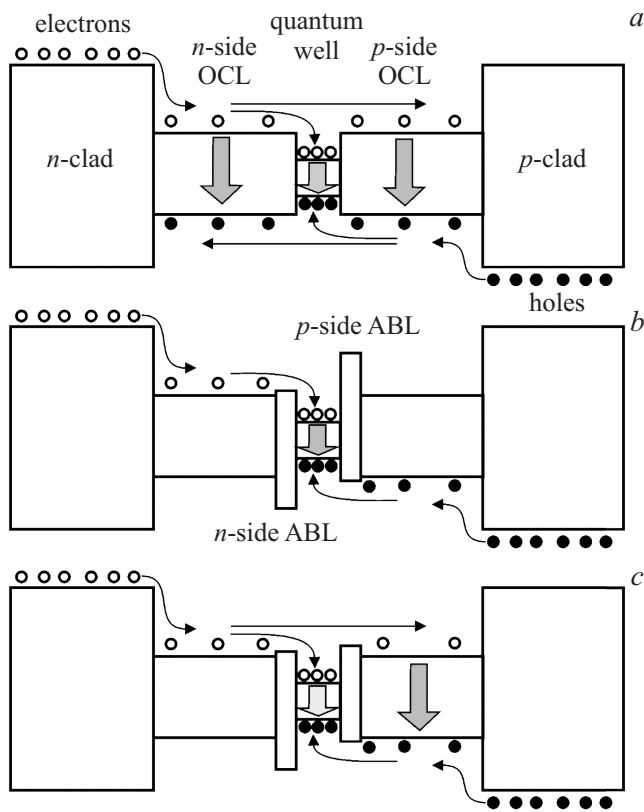 electrons
quantum
well
a
n-side
OCL
p-side
OCL
n-clad
p-clad
holes
b
p-side ABL
n-side ABL
c